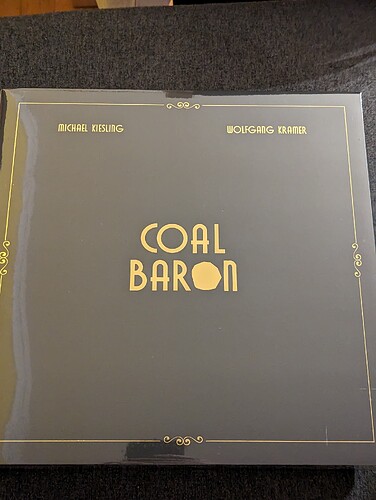 MICHAEL KIESLING
WOLFGANG KRAMER
COAL
BARON